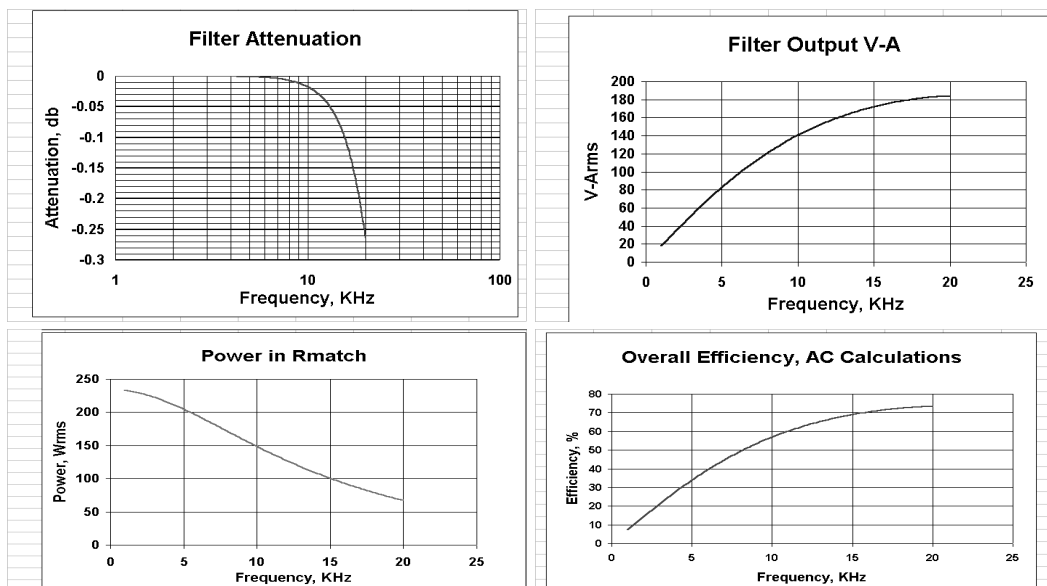 Filter Attenuation
0
-0.05
-0.1
-0.15
-0.2
-0.25
-0.3
Attenuation, db
1 10 100
Frequency, KHz
Filter Output V-A
200
180
160
140
120
100
80
60
40
20
0
V-Arms
0 5 10 15 20 25
Frequency, KHz
Power in Rmatch
250
200
150
100
50
0
Power, Wrms
0 5 10 15 20 25
Frequency, KHz
Overall Efficiency, AC Calculations
80
70
60
50
40
30
20
10
0
Efficiency, %
0 5 10 15 20 25
Frequency, KHz